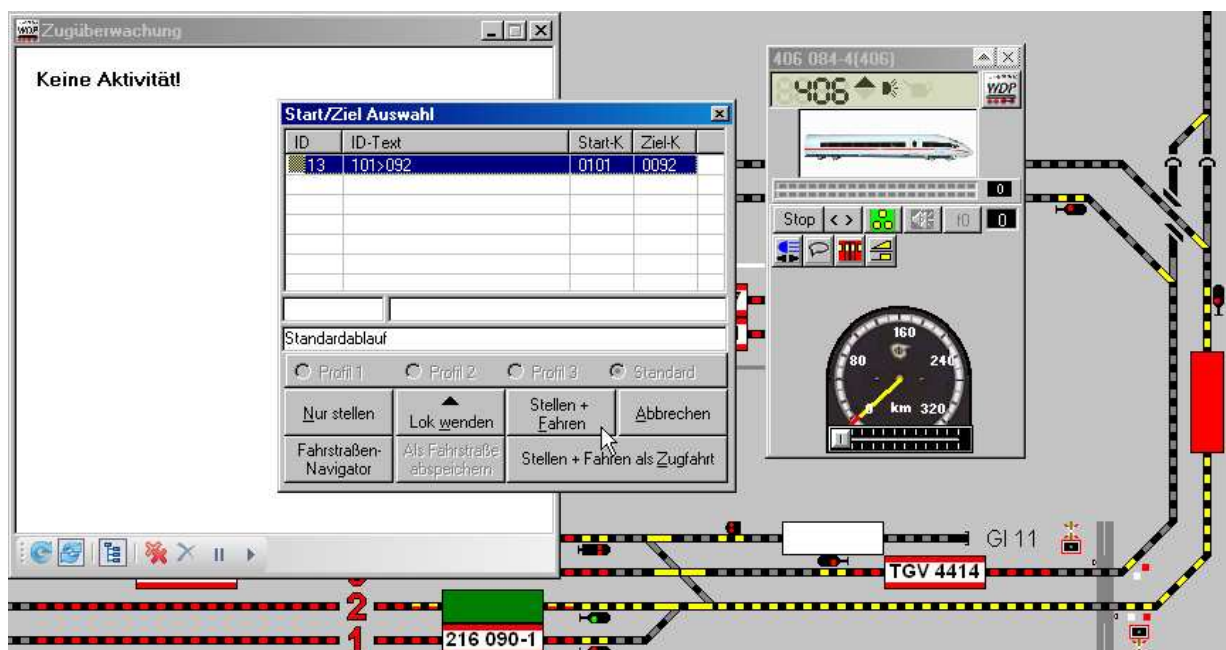 Zugüberwachung
Keine Aktivität!
Start/Ziel Auswahl
ID ID-Text Start-K Ziel-K
13 101>092 0101 0092
Standardablauf
Profil 1 Profil 2 Profil 3 Standard
Nur stellen
Lok wenden
Stellen +
Fahren
Abbrechen
Fahrstraßen-
Navigator
Als Fahrstraße
abspeichern
Stellen + Fahren als Zugfahrt
406 084-4(406)
406
WDP
0
Stop < > f0 0
80 160 240
0 km 320
Gl 11
TGV 4414
2
1
216 090-1